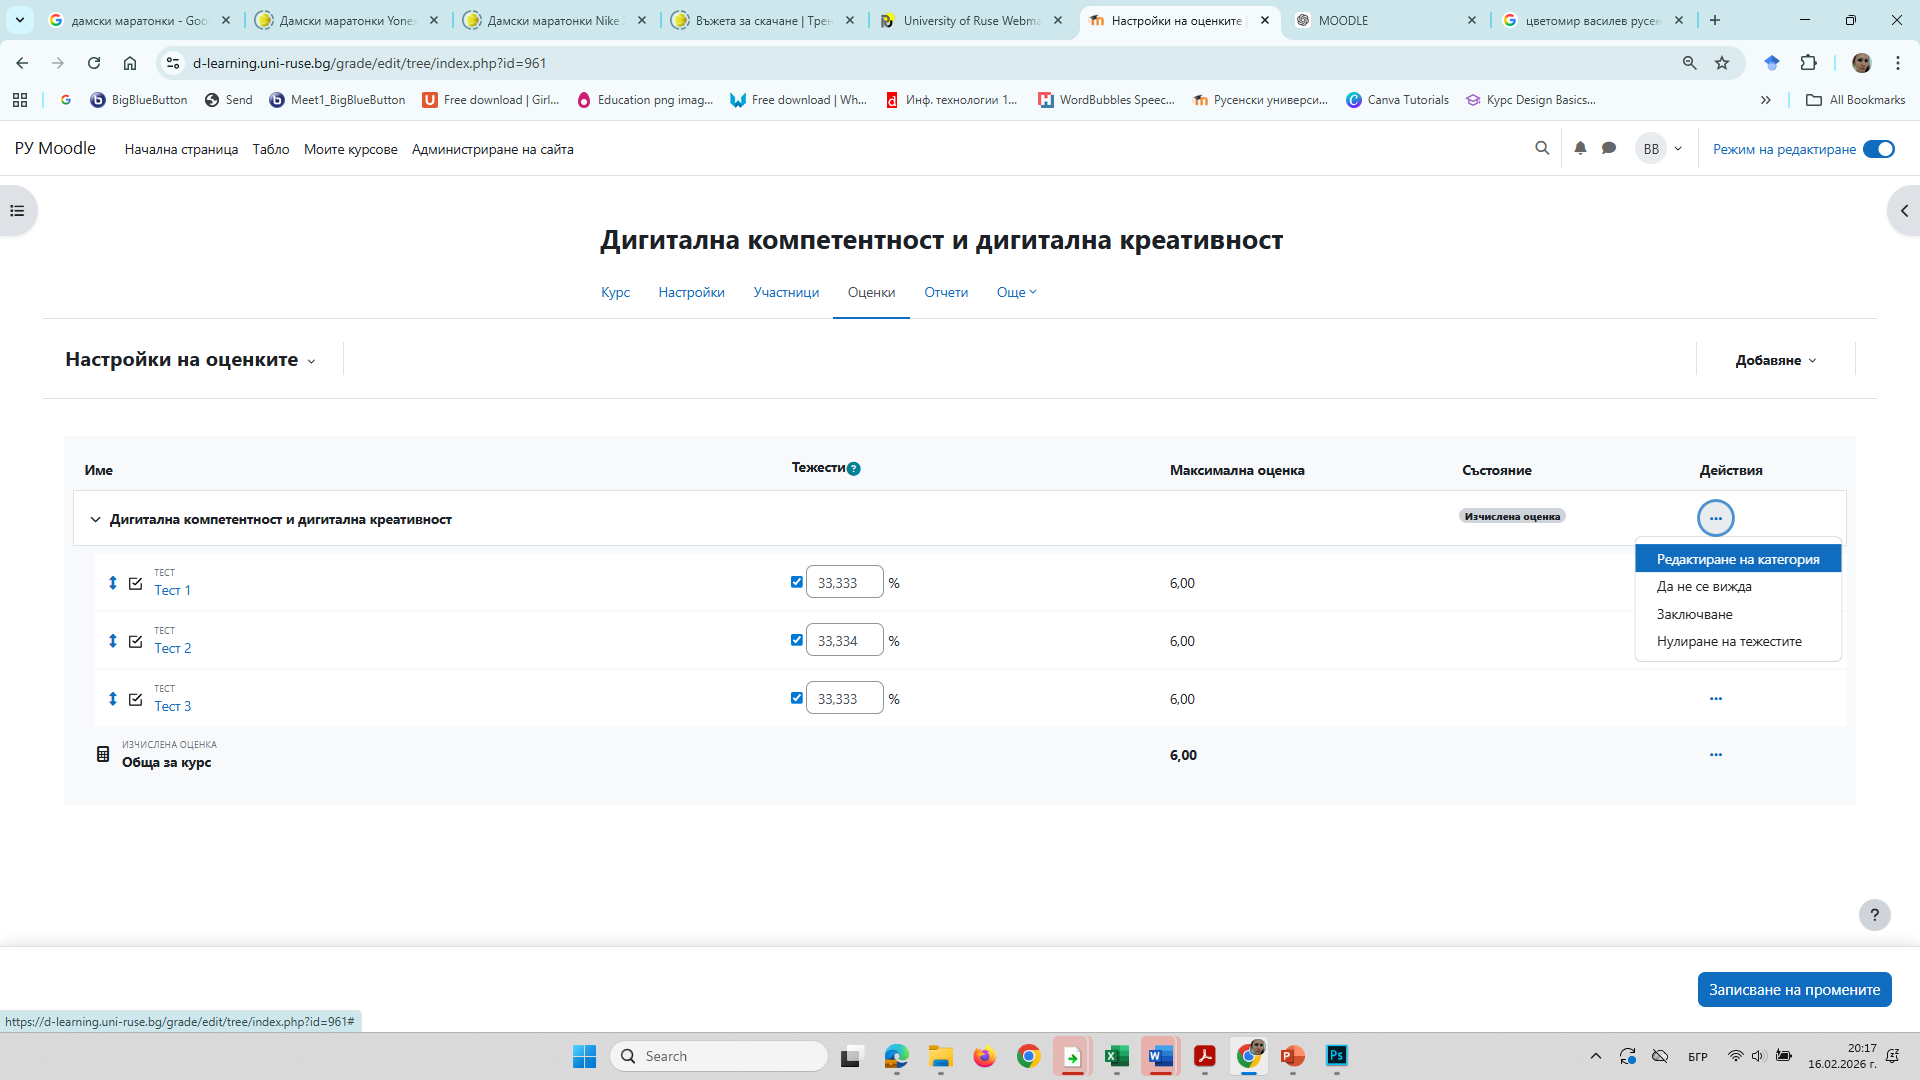 дамски маратонки - Goo
Дамски маратонки Yonex
Дамски маратонки Nike
Въжета за скачане | Трен
University of Ruse Webma
Настройки на оценките |
MOODLE
цветомир василев русен
d-learning.uni-ruse.bg/grade/edit/tree/index.php?id=961
BigBlueButton
Send
Meet1_BigBlueButton
Free download | Girl...
Education png imag...
Free download | Wh...
Инф. технологии 1...
WordBubbles Speec...
Русенски универси...
Canva Tutorials
Курс Design Basics...
All Bookmarks
РУ Moodle
Начална страница
Табло
Моите курсове
Администриране на сайта
ВВ
Режим на редактиране
Дигитална компетентност и дигитална креативност
Курс
Настройки
Участници
Оценки
Отчети
Още
Настройки на оценките
Добавяне
Име
Тежести ?
Максимална оценка
Състояние
Действия
Дигитална компетентност и дигитална креативност
Изчислена оценка
Редактиране на категория
Да не се вижда
Заключване
Нулиране на тежестите
ТЕСТ
Тест 1
33,333 %
6,00
ТЕСТ
Тест 2
33,334 %
6,00
ТЕСТ
Тест 3
33,333 %
6,00
ИЗЧИСЛЕНА ОЦЕНКА
Обща за курс
6,00
?
Записване на промените
https://d-learning.uni-ruse.bg/grade/edit/tree/index.php?id=961#
Search
БГР
20:17
16.02.2026 г.